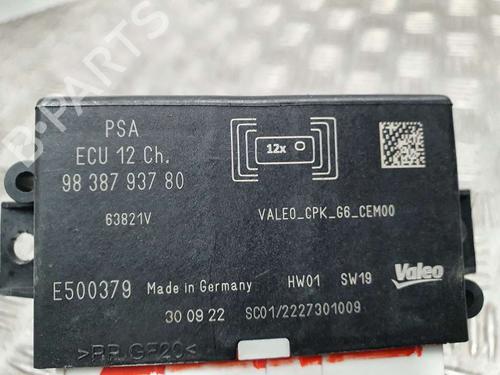 PSA
ECU 12 Ch.
98 387 937 80
63821V
12x
VALEO_CPK_G6_CEM00
E500379 Made in Germany HW01 SW19 Valeo
30 09 22 SC01/2227301009
>PP.GF20<
B-PARTS